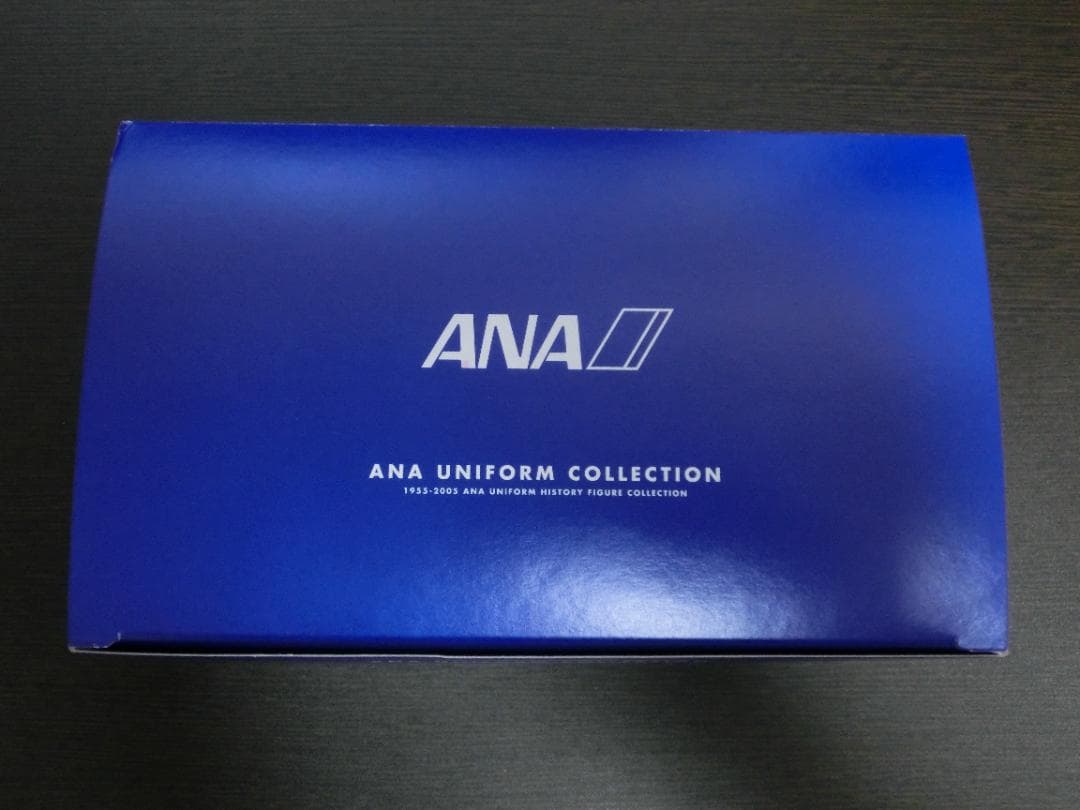 ANA
ANA UNIFORM COLLECTION
1955-2005 ANA UNIFORM HISTORY FIGURE COLLECTION